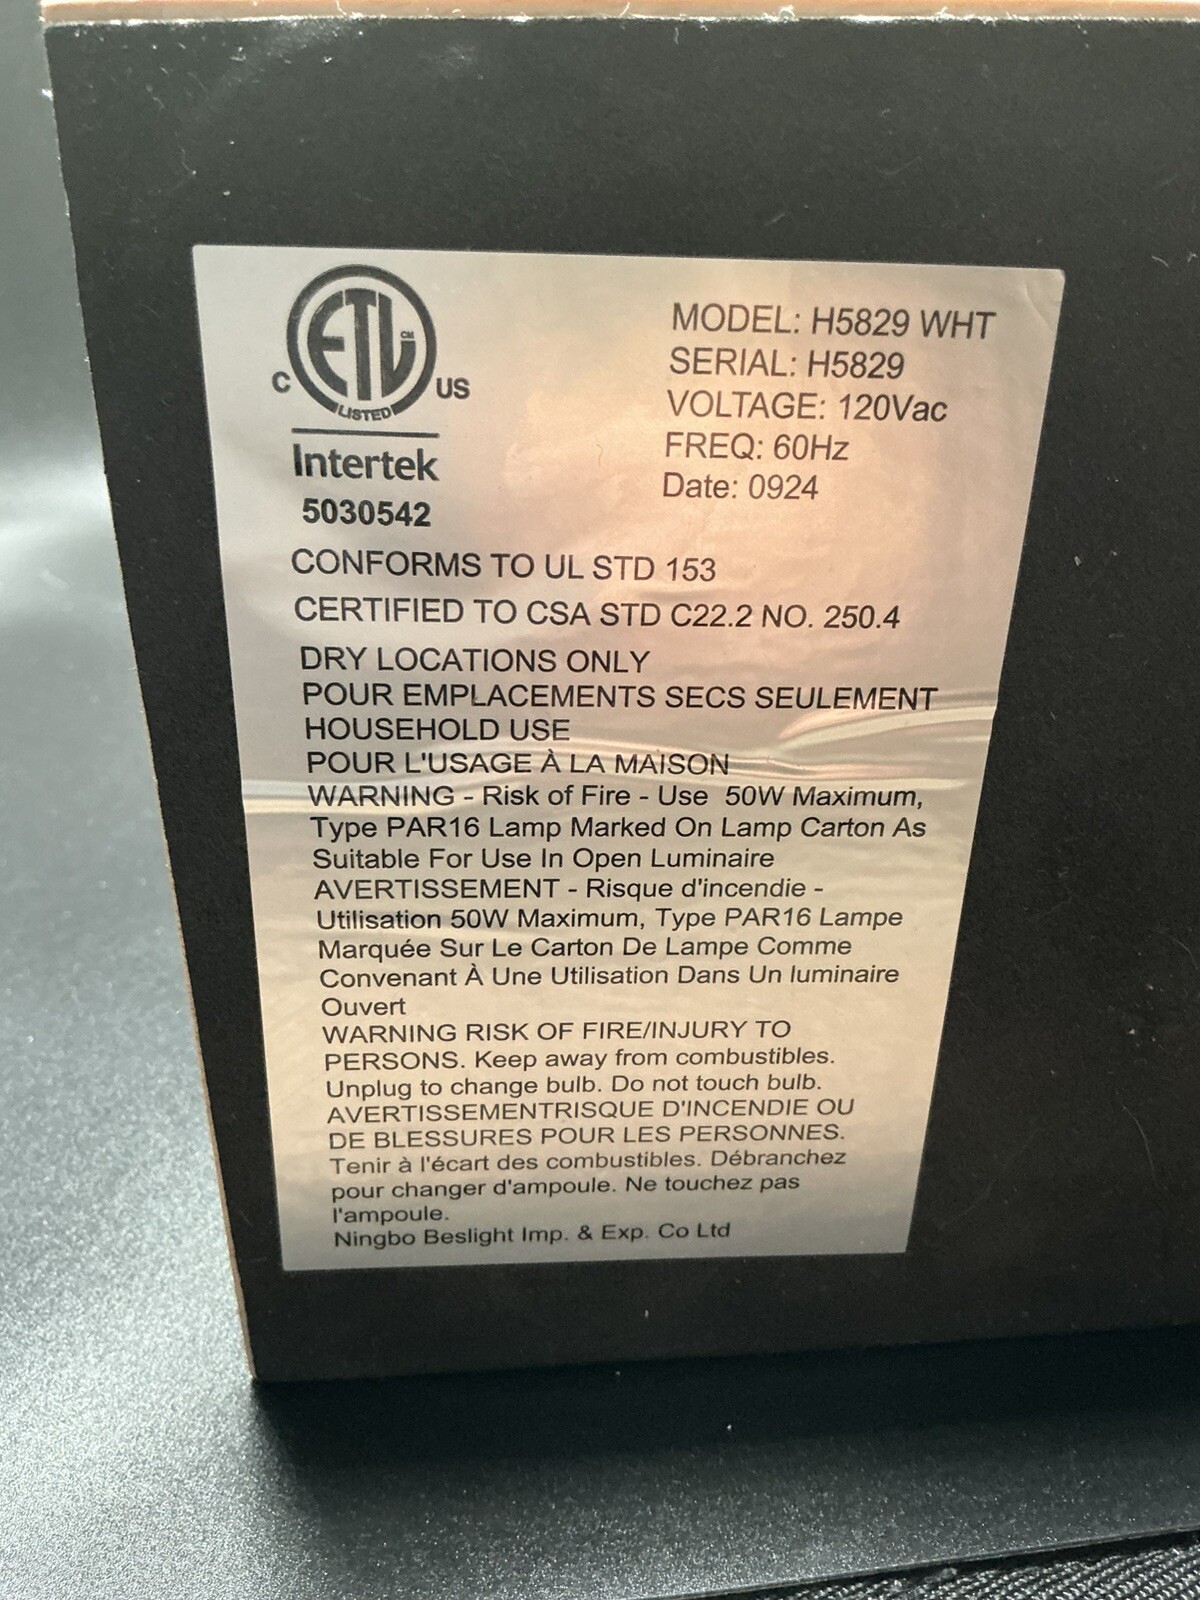 ETL CM
C US
LISTED
Intertek
5030542
MODEL: H5829 WHT
SERIAL: H5829
VOLTAGE: 120Vac
FREQ: 60Hz
Date: 0924
CONFORMS TO UL STD 153
CERTIFIED TO CSA STD C22.2 NO. 250.4
DRY LOCATIONS ONLY
POUR EMPLACEMENTS SECS SEULEMENT
HOUSEHOLD USE
POUR L'USAGE À LA MAISON
WARNING - Risk of Fire - Use 50W Maximum,
Type PAR16 Lamp Marked On Lamp Carton As
Suitable For Use In Open Luminaire
AVERTISSEMENT - Risque d'incendie -
Utilisation 50W Maximum, Type PAR16 Lampe
Marquée Sur Le Carton De Lampe Comme
Convenant À Une Utilisation Dans Un luminaire
Ouvert
WARNING RISK OF FIRE/INJURY TO
PERSONS. Keep away from combustibles.
Unplug to change bulb. Do not touch bulb.
AVERTISSEMENTRISQUE D'INCENDIE OU
DE BLESSURES POUR LES PERSONNES.
Tenir à l'écart des combustibles. Débranchez
pour changer d'ampoule. Ne touchez pas
l'ampoule.
Ningbo Beslight Imp. & Exp. Co Ltd